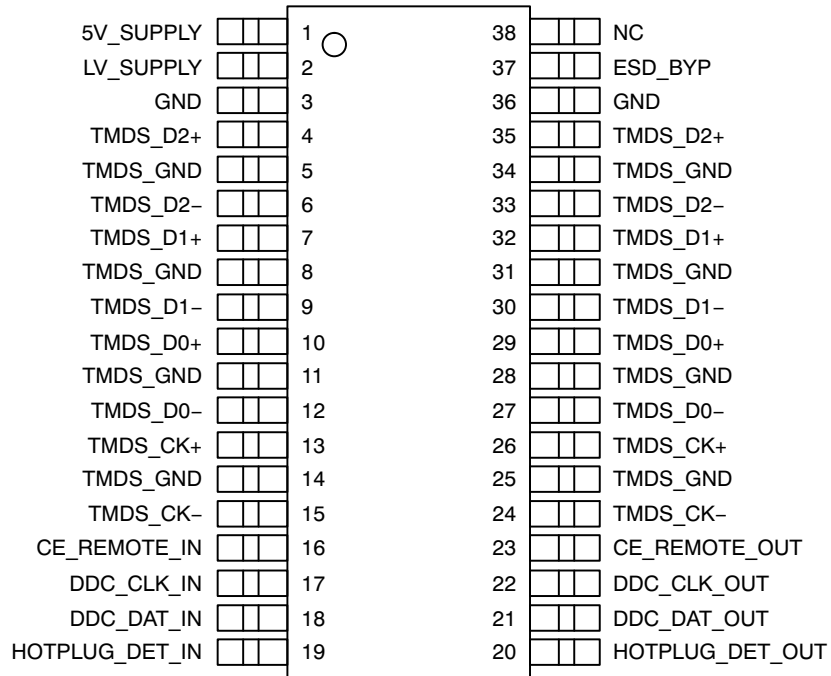 5V_SUPPLY 1 38 NC
LV_SUPPLY 2 37 ESD_BYP
GND 3 36 GND
TMDS_D2+ 4 35 TMDS_D2+
TMDS_GND 5 34 TMDS_GND
TMDS_D2− 6 33 TMDS_D2−
TMDS_D1+ 7 32 TMDS_D1+
TMDS_GND 8 31 TMDS_GND
TMDS_D1− 9 30 TMDS_D1−
TMDS_D0+ 10 29 TMDS_D0+
TMDS_GND 11 28 TMDS_GND
TMDS_D0− 12 27 TMDS_D0−
TMDS_CK+ 13 26 TMDS_CK+
TMDS_GND 14 25 TMDS_GND
TMDS_CK− 15 24 TMDS_CK−
CE_REMOTE_IN 16 23 CE_REMOTE_OUT
DDC_CLK_IN 17 22 DDC_CLK_OUT
DDC_DAT_IN 18 21 DDC_DAT_OUT
HOTPLUG_DET_IN 19 20 HOTPLUG_DET_OUT